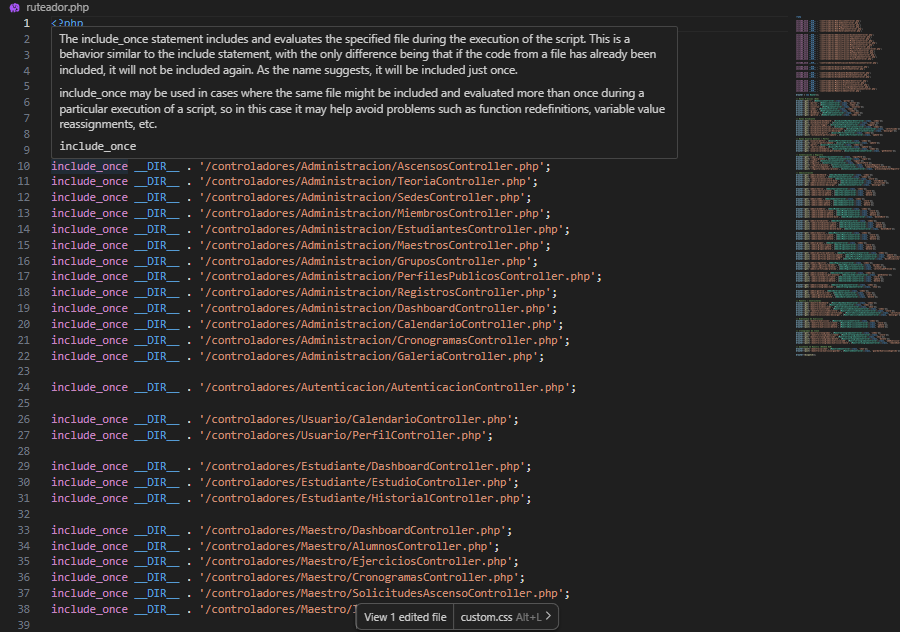 ruteador.php
1 <?php
2
3
4
5
6
7
8
9
The include_once statement includes and evaluates the specified file during the execution of the script. This is a
behavior similar to the include statement, with the only difference being that if the code from a file has already been
included, it will not be included again. As the name suggests, it will be included just once.
include_once may be used in cases where the same file might be included and evaluated more than once during a
particular execution of a script, so in this case it may help avoid problems such as function redefinitions, variable value
reassignments, etc.
include_once
10 include_once __DIR__ . '/controladores/Administracion/AscensosController.php';
11 include_once __DIR__ . '/controladores/Administracion/TeoriaController.php';
12 include_once __DIR__ . '/controladores/Administracion/SedesController.php';
13 include_once __DIR__ . '/controladores/Administracion/MiembrosController.php';
14 include_once __DIR__ . '/controladores/Administracion/EstudiantesController.php';
15 include_once __DIR__ . '/controladores/Administracion/MaestrosController.php';
16 include_once __DIR__ . '/controladores/Administracion/GruposController.php';
17 include_once __DIR__ . '/controladores/Administracion/PerfilesPublicosController.php';
18 include_once __DIR__ . '/controladores/Administracion/RegistrosController.php';
19 include_once __DIR__ . '/controladores/Administracion/DashboardController.php';
20 include_once __DIR__ . '/controladores/Administracion/CalendarioController.php';
21 include_once __DIR__ . '/controladores/Administracion/CronogramasController.php';
22 include_once __DIR__ . '/controladores/Administracion/GaleriaController.php';
23
24 include_once __DIR__ . '/controladores/Autenticacion/AutenticacionController.php';
25
26 include_once __DIR__ . '/controladores/Usuario/CalendarioController.php';
27 include_once __DIR__ . '/controladores/Usuario/PerfilController.php';
28
29 include_once __DIR__ . '/controladores/Estudiante/DashboardController.php';
30 include_once __DIR__ . '/controladores/Estudiante/EstudioController.php';
31 include_once __DIR__ . '/controladores/Estudiante/HistorialController.php';
32
33 include_once __DIR__ . '/controladores/Maestro/DashboardController.php';
34 include_once __DIR__ . '/controladores/Maestro/AlumnosController.php';
35 include_once __DIR__ . '/controladores/Maestro/EjerciciosController.php';
36 include_once __DIR__ . '/controladores/Maestro/CronogramasController.php';
37 include_once __DIR__ . '/controladores/Maestro/SolicitudesAscensoController.php';
38 include_once __DIR__ . '/controladores/Maestro/
39
View 1 edited file custom.css Alt+L >